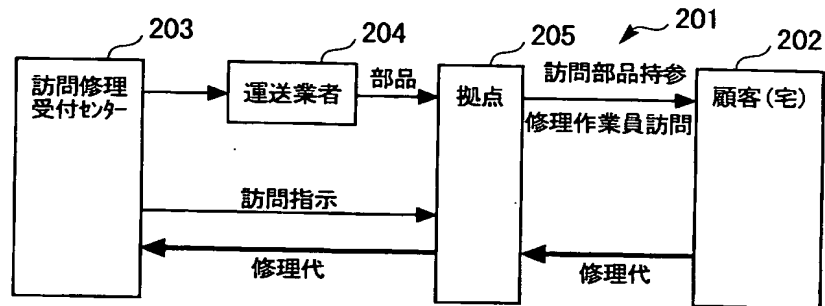 203
204
205
201
202
訪問修理
受付ｾﾝﾀｰ
運送業者
部品
拠点
訪問部品持参
修理作業員訪問
顧客(宅)
訪問指示
修理代
修理代